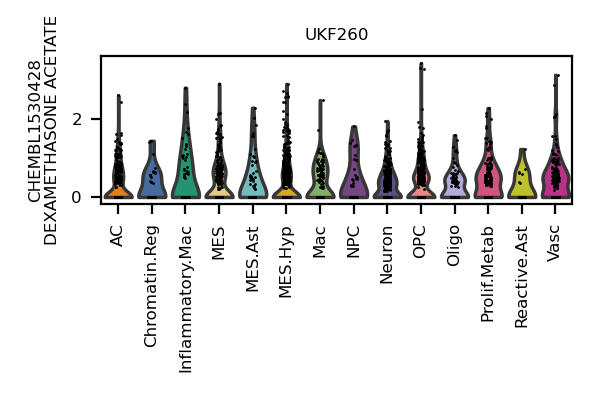 UKF260
CHEMBL1530428
DEXAMETHASONE ACETATE
2
0
AC
Chromatin.Reg
Inflammatory.Mac
MES
MES.Ast
MES.Hyp
Mac
NPC
Neuron
OPC
Oligo
Prolif.Metab
Reactive.Ast
Vasc